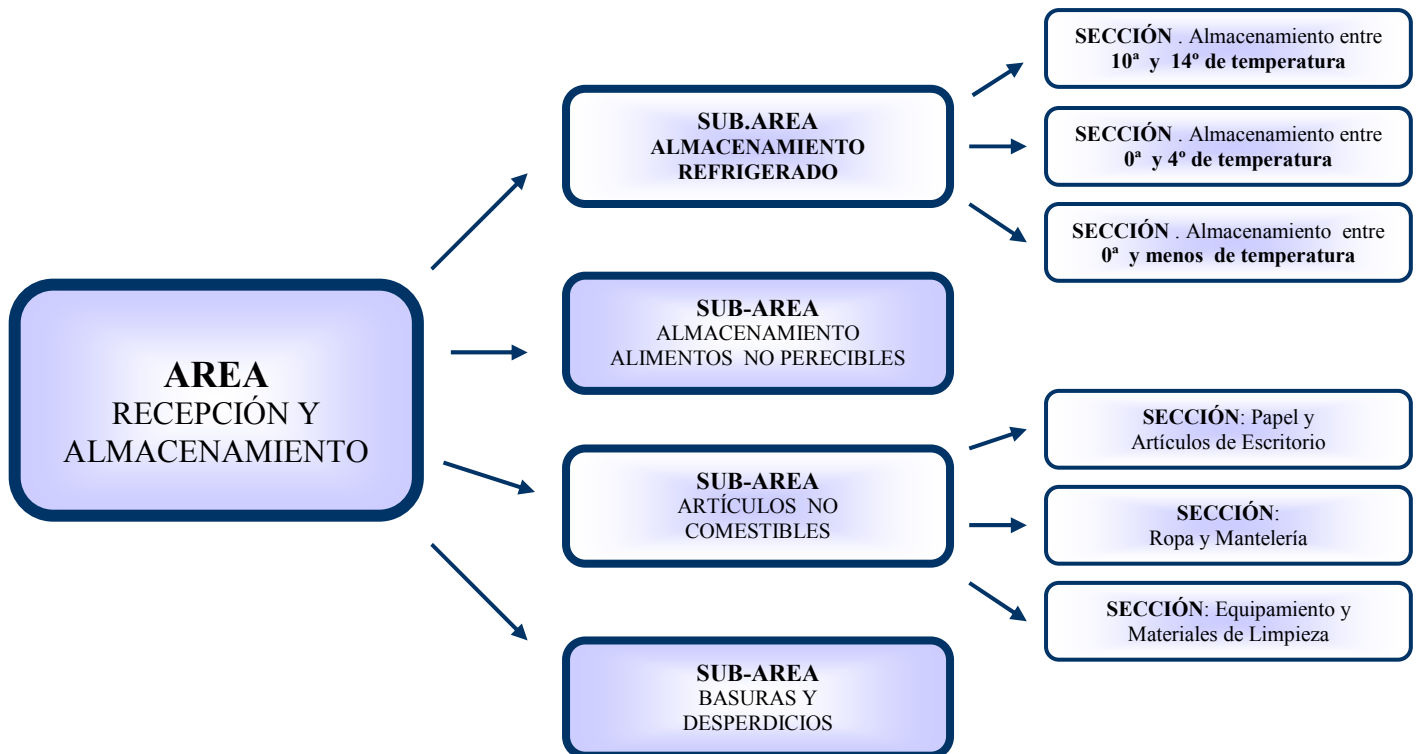 AREA
RECEPCIÓN Y
ALMACENAMIENTO
SUB.AREA
ALMACENAMIENTO
REFRIGERADO
SECCIÓN . Almacenamiento entre
10ª y 14º de temperatura
SECCIÓN . Almacenamiento entre
0ª y 4º de temperatura
SECCIÓN . Almacenamiento entre
0ª y menos de temperatura
SUB-AREA
ALMACENAMIENTO
ALIMENTOS NO PERECIBLES
SUB-AREA
ARTÍCULOS NO
COMESTIBLES
SECCIÓN: Papel y
Artículos de Escritorio
SECCIÓN:
Ropa y Mantelería
SECCIÓN: Equipamiento y
Materiales de Limpieza
SUB-AREA
BASURAS Y
DESPERDICIOS